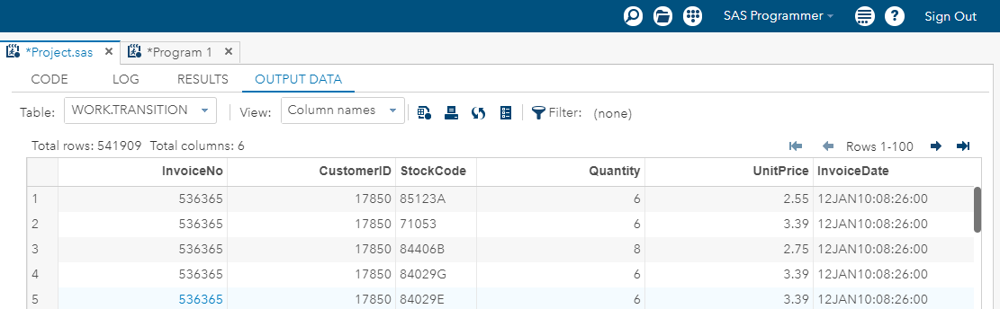 SAS Programmer Sign Out
*Project.sas × *Program 1 ×
CODE LOG RESULTS OUTPUT DATA
Table: WORK.TRANSITION View: Column names Filter: (none)
Total rows: 541909 Total columns: 6 Rows 1-100
InvoiceNo CustomerID StockCode Quantity UnitPrice InvoiceDate
1 536365 17850 85123A 6 2.55 12JAN10:08:26:00
2 536365 17850 71053 6 3.39 12JAN10:08:26:00
3 536365 17850 84406B 8 2.75 12JAN10:08:26:00
4 536365 17850 84029G 6 3.39 12JAN10:08:26:00
5 536365 17850 84029E 6 3.39 12JAN10:08:26:00